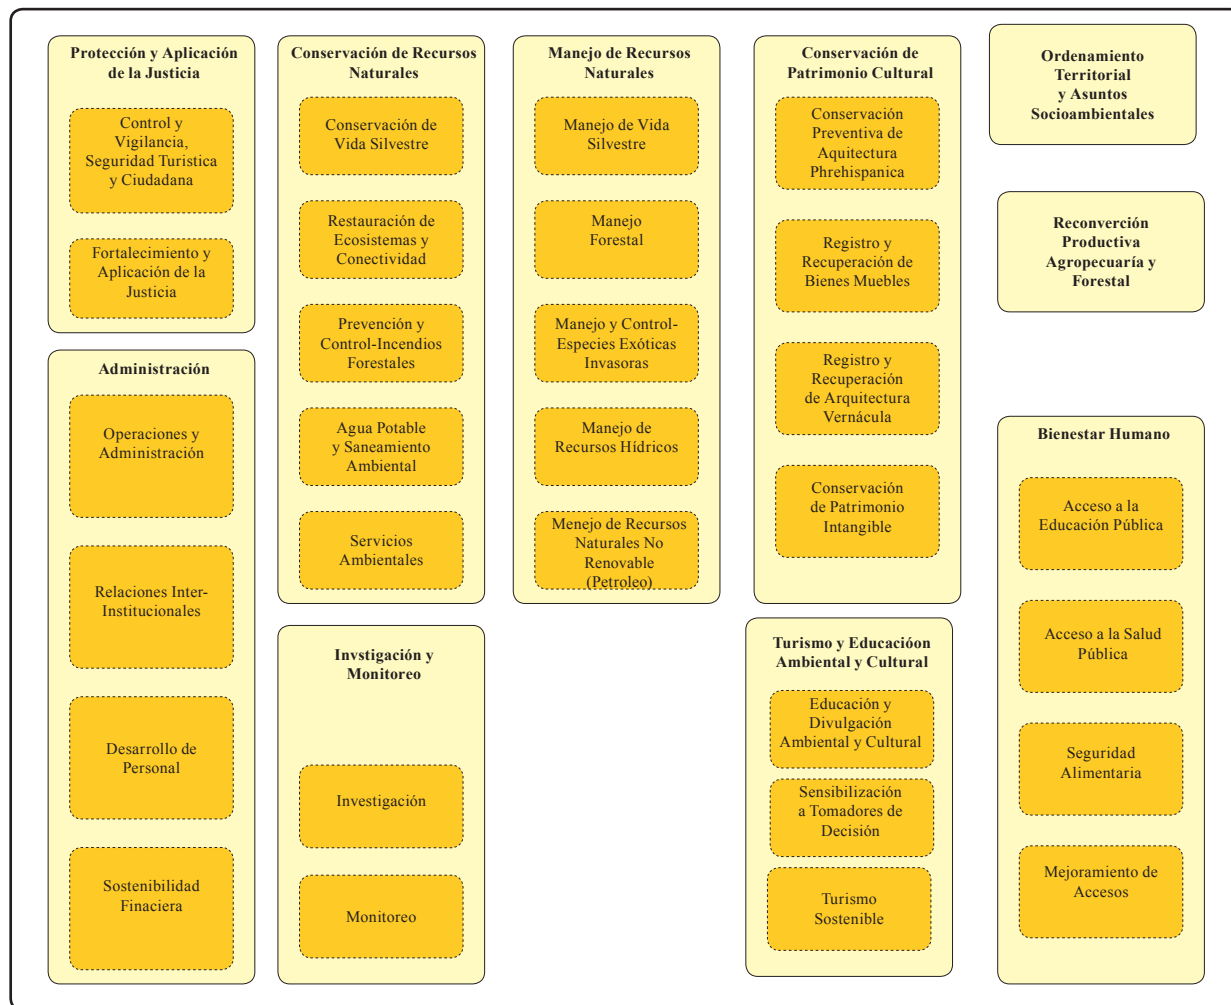 Protección y Aplicación
de la Justicia
Control y
Vigilancia,
Seguridad Turistica
y Ciudadana
Fortalecimiento y
Aplicación de la
Justicia
Administración
Operaciones y
Administración
Relaciones Inter-
Institucionales
Desarrollo de
Personal
Sostenibilidad
Finaciera
Conservación de Recursos
Naturales
Conservación de
Vida Silvestre
Restauración de
Ecosistemas y
Conectividad
Prevención y
Control-Incendios
Forestales
Agua Potable
y Saneamiento
Ambiental
Servicios
Ambientales
Invstigación y
Monitoreo
Investigación
Monitoreo
Manejo de Recursos
Naturales
Manejo de Vida
Silvestre
Manejo
Forestal
Manejo y Control-
Especies Exóticas
Invasoras
Manejo de
Recursos Hídricos
Menejo de Recursos
Naturales No
Renovable
(Petroleo)
Conservación de
Patrimonio Cultural
Conservación
Preventiva de
Aquitectura
Phrehispanica
Registro y
Recuperación de
Bienes Muebles
Registro y
Recuperación
de Arquitectura
Vernácula
Conservación
de Patrimonio
Intangible
Turismo y Educacióon
Ambiental y Cultural
Educación y
Divulgación
Ambiental y Cultural
Sensibilización
a Tomadores de
Decisión
Turismo
Sostenible
Ordenamiento
Territorial
y Asuntos
Socioambientales
Reconverción
Productiva
Agropecuaría y
Forestal
Bienestar Humano
Acceso a la
Educación Pública
Acceso a la Salud
Pública
Seguridad
Alimentaria
Mejoramiento de
Accesos